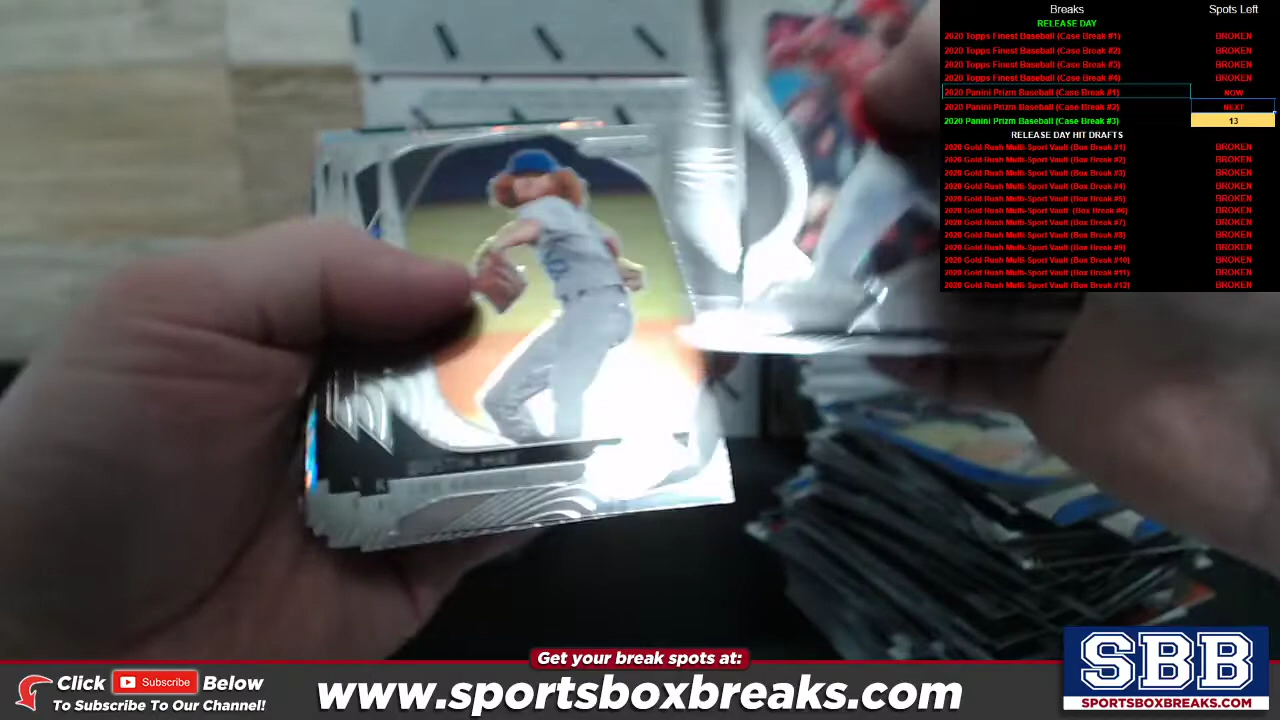 Breaks Spots Left
RELEASE DAY
2020 Topps Finest Baseball (Case Break #1) BROKEN
2020 Topps Finest Baseball (Case Break #2) BROKEN
2020 Topps Finest Baseball (Case Break #3) BROKEN
2020 Topps Finest Baseball (Case Break #4) BROKEN
2020 Panini Prizm Baseball (Case Break #1) NOW
2020 Panini Prizm Baseball (Case Break #2) NEXT
2020 Panini Prizm Baseball (Case Break #3) 13
RELEASE DAY HIT DRAFTS
2020 Gold Rush Multi-Sport Vault (Box Break #1) BROKEN
2020 Gold Rush Multi-Sport Vault (Box Break #2) BROKEN
2020 Gold Rush Multi-Sport Vault (Box Break #3) BROKEN
2020 Gold Rush Multi-Sport Vault (Box Break #4) BROKEN
2020 Gold Rush Multi-Sport Vault (Box Break #5) BROKEN
2020 Gold Rush Multi-Sport Vault (Box Break #6) BROKEN
2020 Gold Rush Multi-Sport Vault (Box Break #7) BROKEN
2020 Gold Rush Multi-Sport Vault (Box Break #8) BROKEN
2020 Gold Rush Multi-Sport Vault (Box Break #9) BROKEN
2020 Gold Rush Multi-Sport Vault (Box Break #10) BROKEN
2020 Gold Rush Multi-Sport Vault (Box Break #11) BROKEN
2020 Gold Rush Multi-Sport Vault (Box Break #12) BROKEN
Get your break spots at:
Click Subscribe Below
To Subscribe To Our Channel!
www.sportsboxbreaks.com
SBB
SPORTSBOXBREAKS.COM